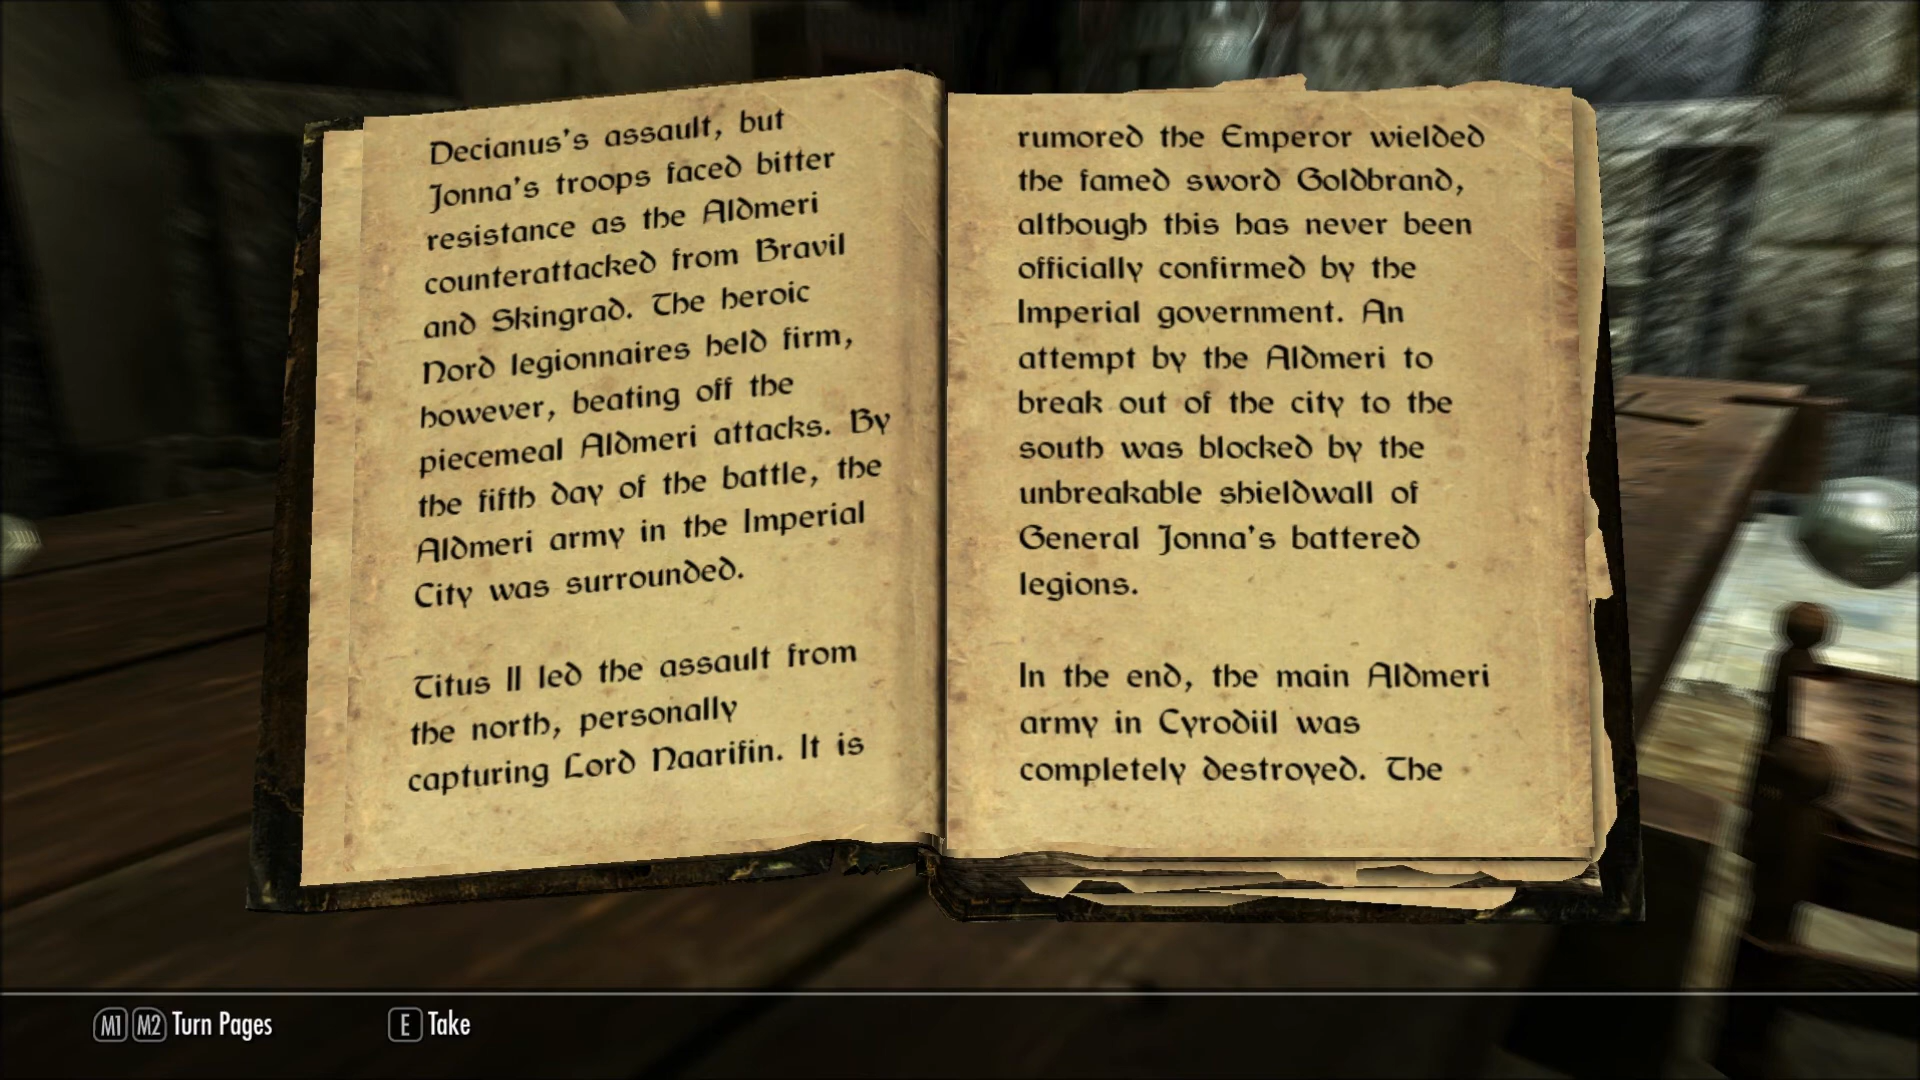 Decianus's assault, but
Jonna's troops faced bitter
resistance as the Aldmeri
counterattacked from Bravil
and Skingrad. The heroic
Nord legionnaires held firm,
however, beating off the
piecemeal Aldmeri attacks. By
the fifth day of the battle, the
Aldmeri army in the Imperial
City was surrounded.
Titus II led the assault from
the north, personally
capturing Lord Naarifin. It is
rumored the Emperor wielded
the famed sword Goldbrand,
although this has never been
officially confirmed by the
Imperial government. An
attempt by the Aldmeri to
break out of the city to the
south was blocked by the
unbreakable shieldwall of
General Jonna's battered
legions.
In the end, the main Aldmeri
army in Cyrodiil was
completely destroyed. The
M1 M2 Turn Pages
E Take